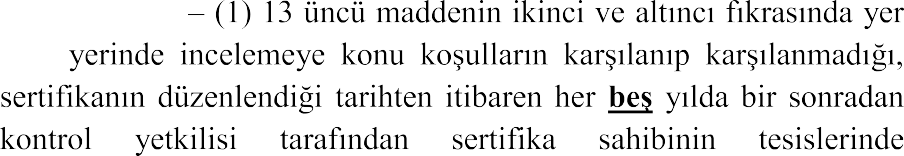 – (1) 13 üncü maddenin ikinci ve altıncı fıkrasında yer
yerinde incelemeye konu koşulların karşılanıp karşılanmadığı,
sertifikanın düzenlendiği tarihten itibaren her beş yılda bir sonradan
kontrol yetkilisi tarafından sertifika sahibinin tesislerinde